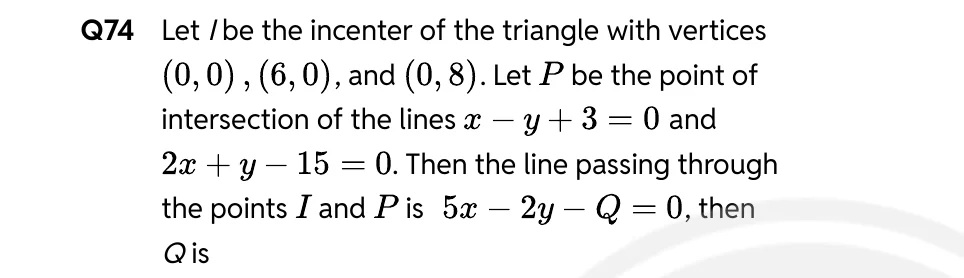 Q74 Let I be the incenter of the triangle with vertices
(0, 0), (6, 0), and (0, 8). Let P be the point of
intersection of the lines x − y + 3 = 0 and
2x + y − 15 = 0. Then the line passing through
the points I and P is 5x − 2y − Q = 0, then
Q is